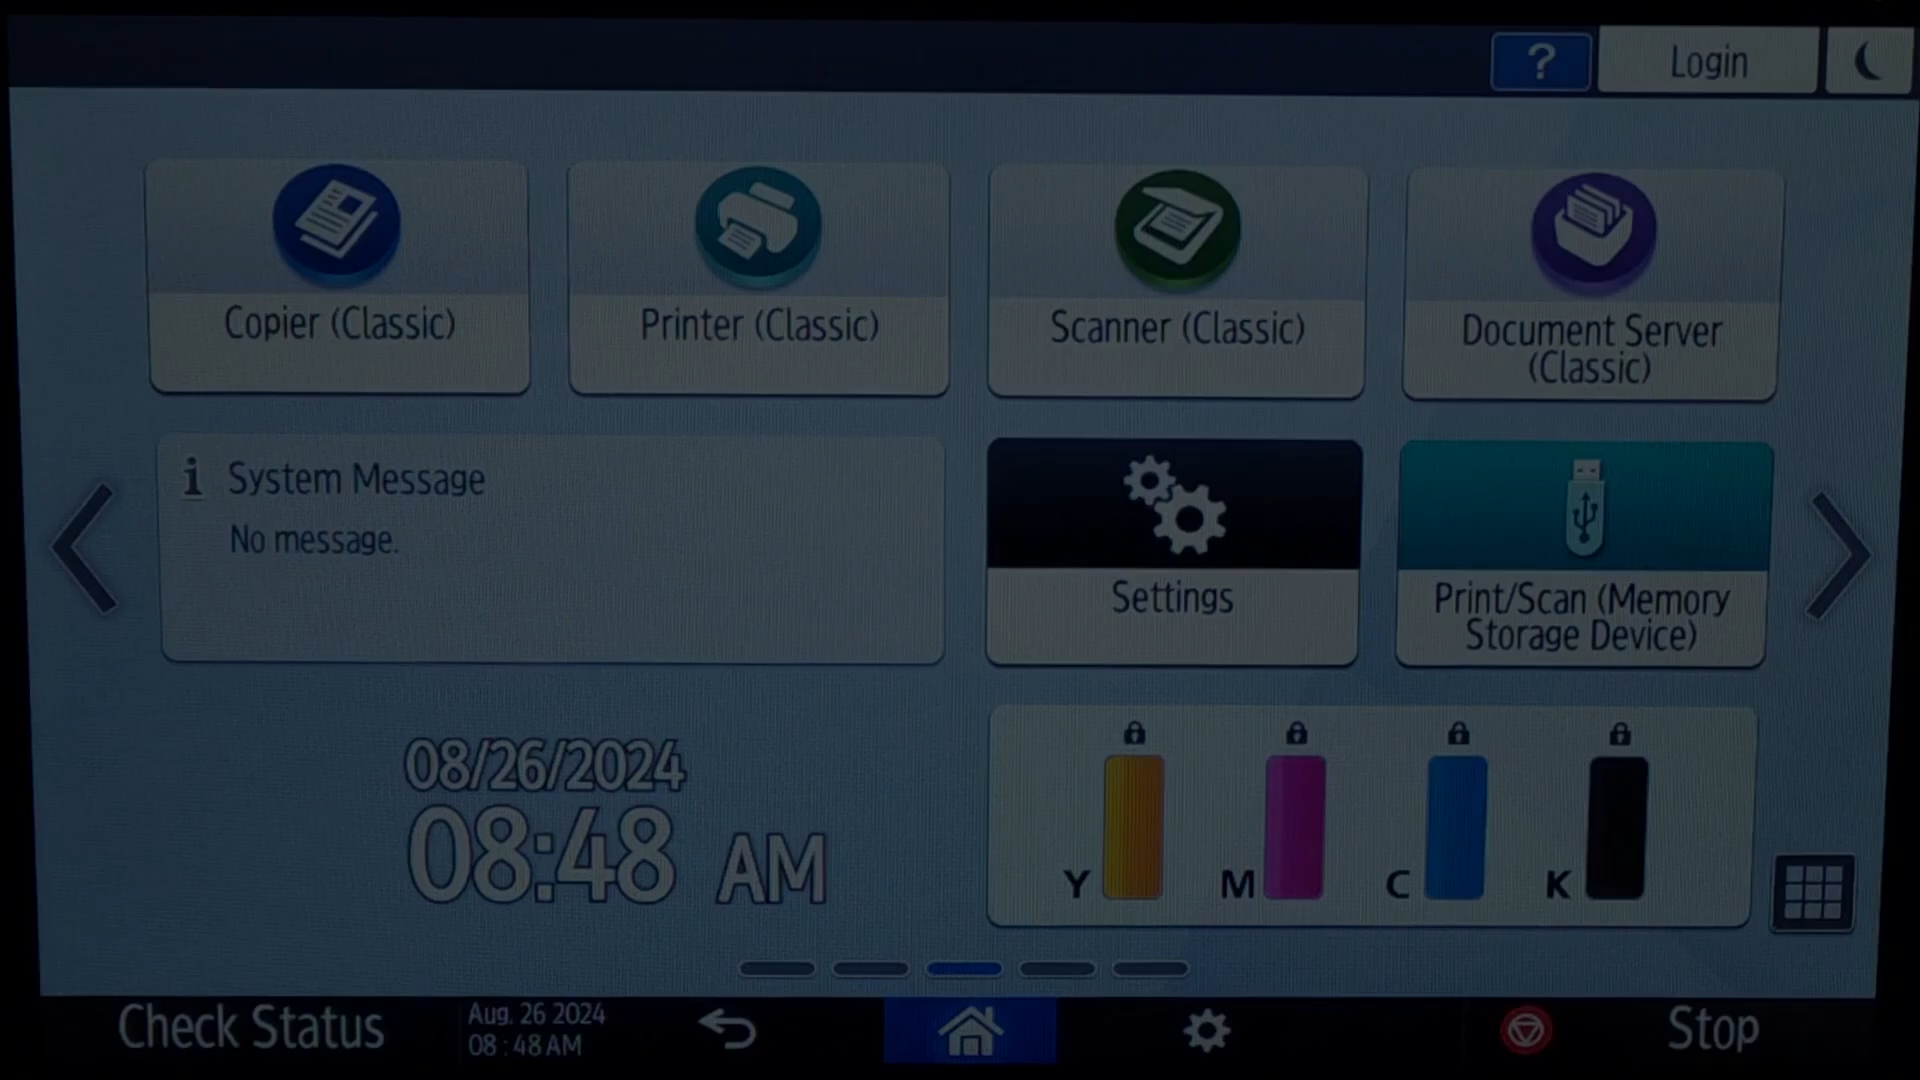 ?
Login
Copier (Classic)
Printer (Classic)
Scanner (Classic)
Document Server
(Classic)
i System Message
No message.
Settings
Print/Scan (Memory
Storage Device)
08/26/2024
08:48 AM
Y M C K
Check Status
Aug. 26 2024
08 : 48 AM
Stop